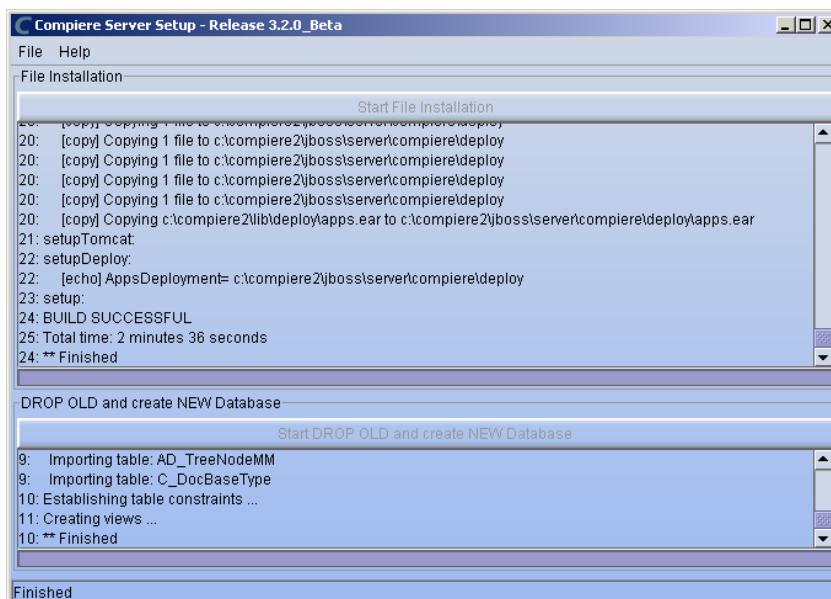 Compiere Server Setup - Release 3.2.0_Beta
File Help
File Installation
Start File Installation
20: [copy] Copying 1 file to c:\compiere2\jboss\server\compiere\deploy
20: [copy] Copying 1 file to c:\compiere2\jboss\server\compiere\deploy
20: [copy] Copying 1 file to c:\compiere2\jboss\server\compiere\deploy
20: [copy] Copying 1 file to c:\compiere2\jboss\server\compiere\deploy
20: [copy] Copying 1 file to c:\compiere2\jboss\server\compiere\deploy
20: [copy] Copying c:\compiere2\lib\deploy\apps.ear to c:\compiere2\jboss\server\compiere\deploy\apps.ear
21: setupTomcat:
22: setupDeploy:
22: [echo] AppsDeployment= c:\compiere2\jboss\server\compiere\deploy
23: setup:
24: BUILD SUCCESSFUL
25: Total time: 2 minutes 36 seconds
24: ** Finished
DROP OLD and create NEW Database
Start DROP OLD and create NEW Database
9: Importing table: AD_TreeNodeMM
9: Importing table: C_DocBaseType
10: Establishing table constraints ...
11: Creating views ...
10: ** Finished
Finished